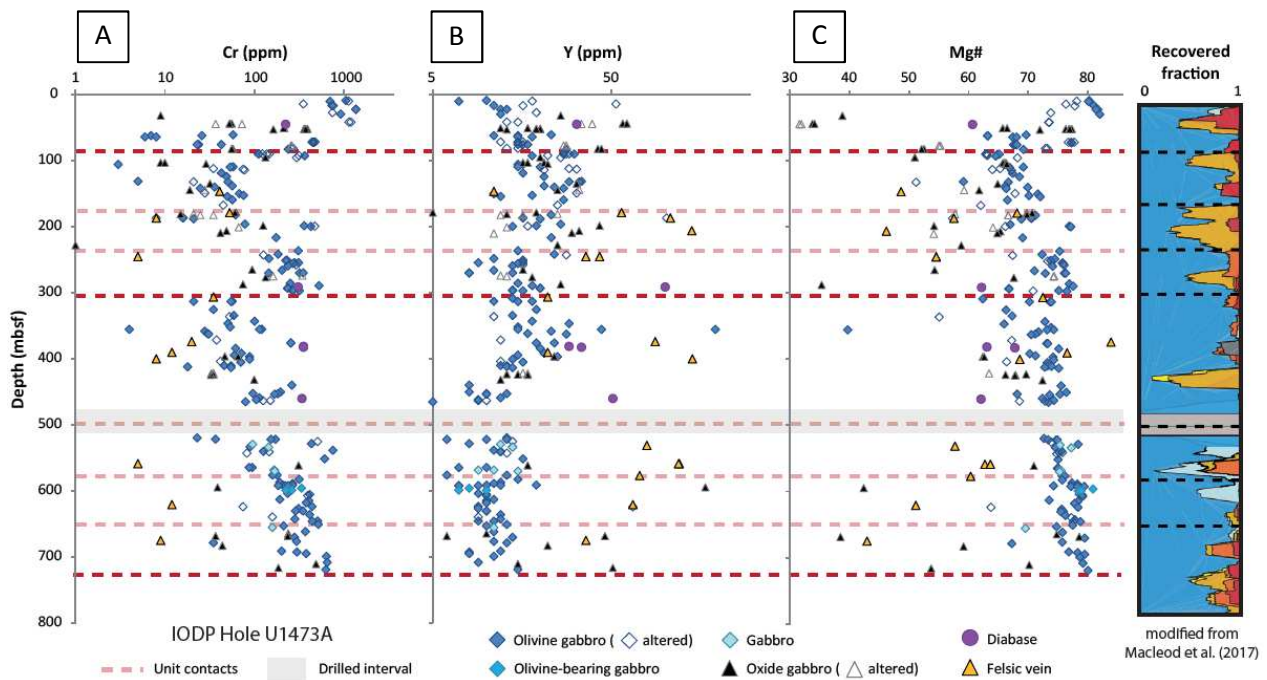 A
B
C
Cr (ppm)
Y (ppm)
Mg#
Recovered fraction
1 10 100 1000
5 50
30 40 50 60 70 80
0 1
0
100
200
300
400
500
600
700
800
Depth (mbsf)
IODP Hole U1473A
Unit contacts
Drilled interval
Olivine gabbro ( altered)
Olivine-bearing gabbro
Gabbro
Oxide gabbro ( altered)
Diabase
Felsic vein
modified from
Macleod et al. (2017)